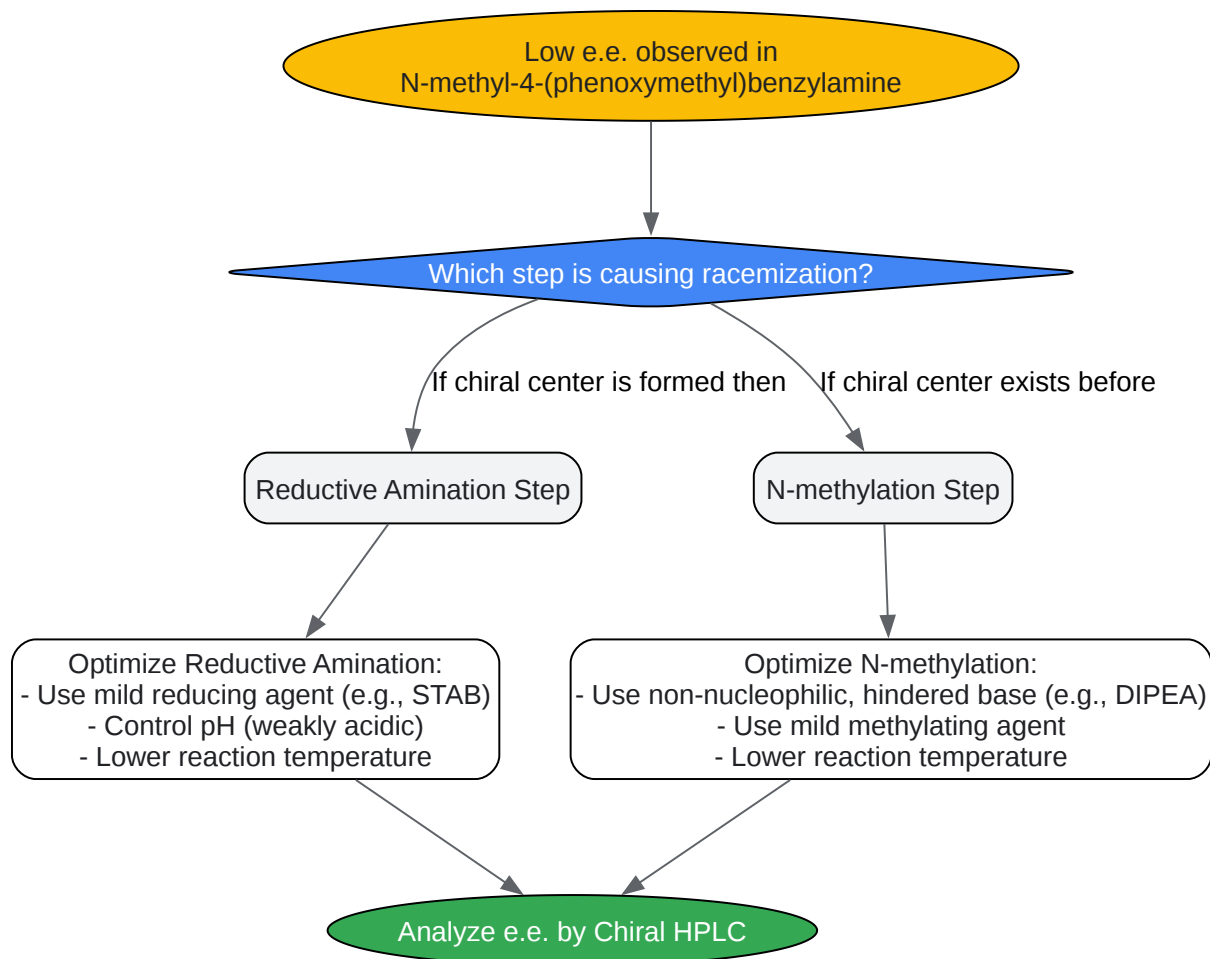 Low e.e. observed in
N-methyl-4-(phenoxymethyl)benzylamine
Which step is causing racemization?
If chiral center is formed then
If chiral center exists before
Reductive Amination Step
N-methylation Step
Optimize Reductive Amination:
- Use mild reducing agent (e.g., STAB)
- Control pH (weakly acidic)
- Lower reaction temperature
Optimize N-methylation:
- Use non-nucleophilic, hindered base (e.g., DIPEA)
- Use mild methylating agent
- Lower reaction temperature
Analyze e.e. by Chiral HPLC